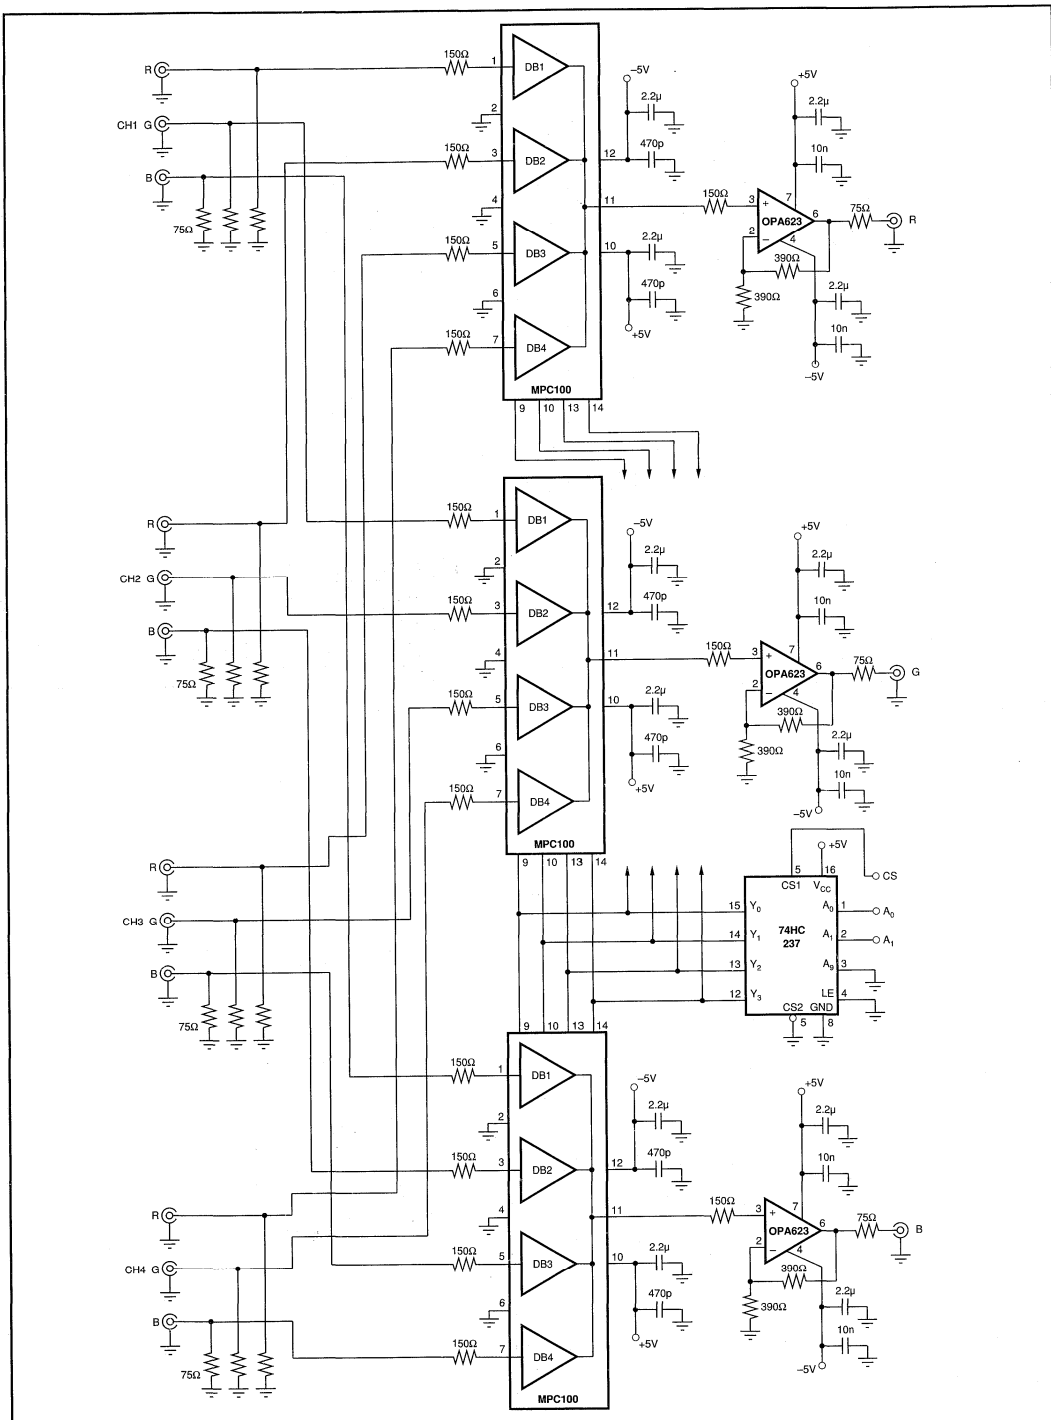 R
CH1 G
B
75Ω
150Ω
1
DB1
2
150Ω
3
DB2
4
150Ω
5
DB3
6
150Ω
7
DB4
MPC100
9 10 13 14
12
11
10
–5V
2.2µ
470p
2.2µ
470p
+5V
150Ω
3
+
OPA623
2
–
7
6
4
+5V
2.2µ
10n
75Ω
R
390Ω
390Ω
2.2µ
10n
–5V
R
CH2 G
B
75Ω
150Ω
1
DB1
2
150Ω
3
DB2
4
150Ω
5
DB3
6
150Ω
7
DB4
MPC100
9 10 13 14
12
11
10
–5V
2.2µ
470p
2.2µ
470p
+5V
150Ω
3
+
OPA623
2
–
7
6
4
+5V
2.2µ
10n
75Ω
G
390Ω
390Ω
2.2µ
10n
–5V
R
CH3 G
B
75Ω
+5V
5
16
CS
CS1
VCC
15 Y0
A0 1
A0
14 Y1
74HC
237
A1 2
A1
13 Y2
A9 3
12 Y3
LE 4
CS2 GND
5
8
9 10 13 14
R
CH4 G
B
75Ω
150Ω
1
DB1
2
150Ω
3
DB2
4
150Ω
5
DB3
6
150Ω
7
DB4
MPC100
12
11
10
–5V
2.2µ
470p
2.2µ
470p
+5V
150Ω
3
+
OPA623
2
–
7
6
4
+5V
2.2µ
10n
75Ω
B
390Ω
390Ω
2.2µ
10n
–5V